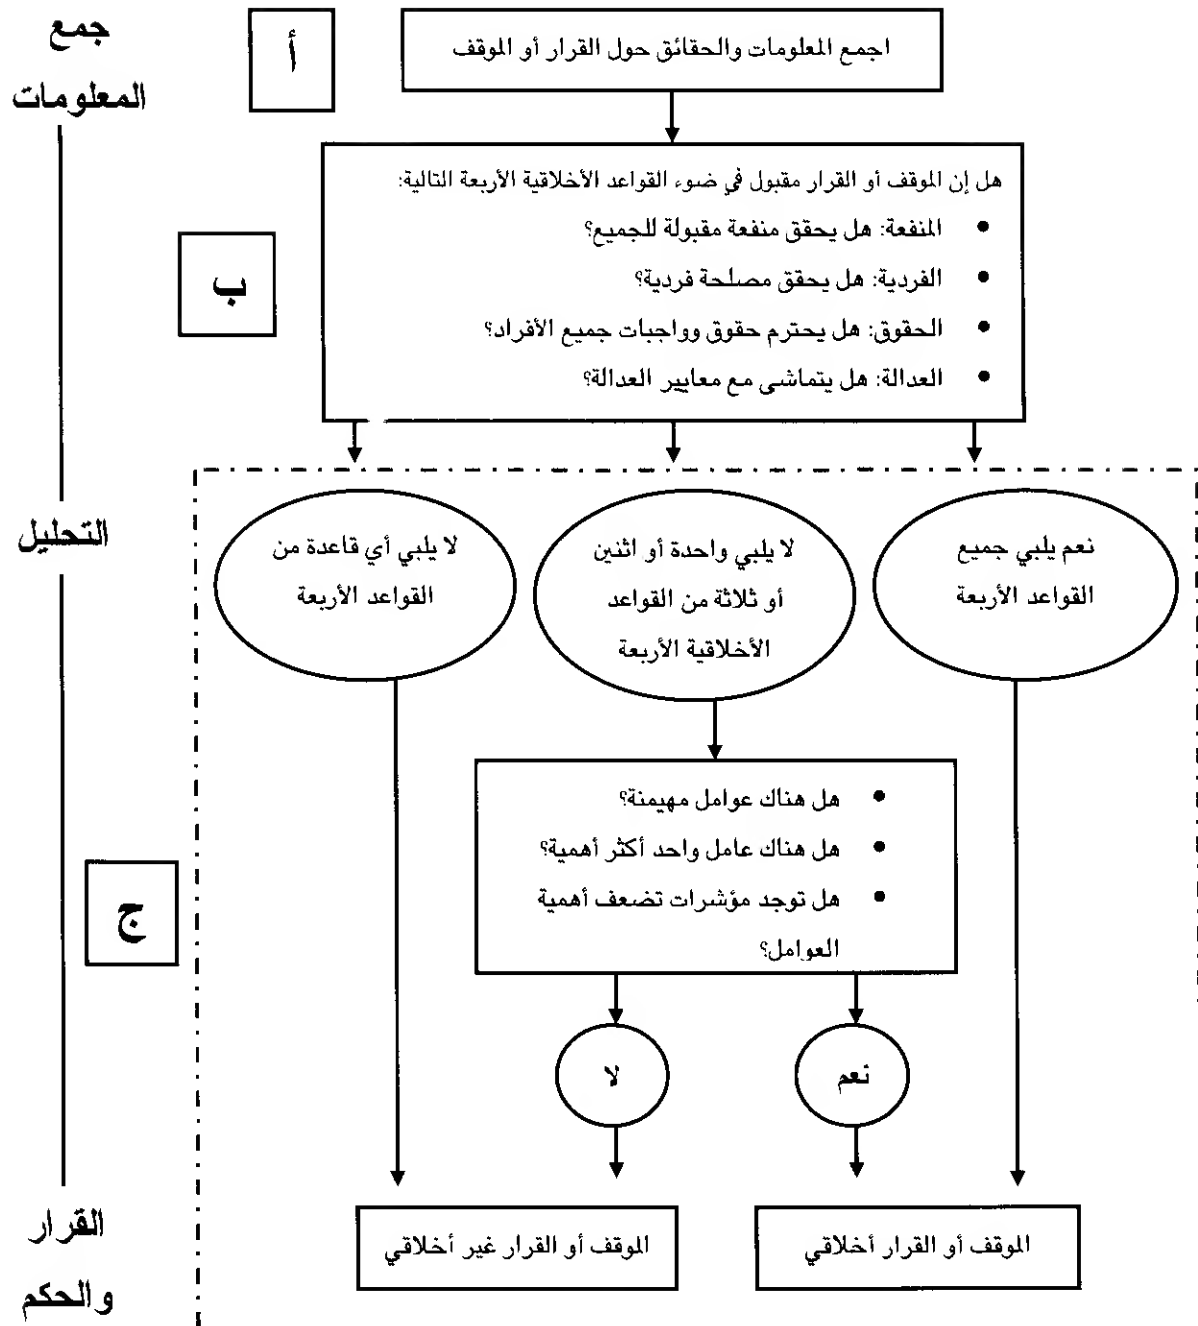 جمع
المعلومات
أ
اجمع المعلومات والحقائق حول القرار أو الموقف
هل إن الموقف أو القرار مقبول في ضوء القواعد الأخلاقية الأربعة التالية:
• المنفعة: هل يحقق منفعة مقبولة للجميع؟
• الفردية: هل يحقق مصلحة فردية؟
• الحقوق: هل يحترم حقوق وواجبات جميع الأفراد؟
• العدالة: هل يتماشى مع معايير العدالة؟
ب
التحليل
نعم يلبي جميع
القواعد الأربعة
لا يلبي واحدة أو اثنين
أو ثلاثة من القواعد
الأخلاقية الأربعة
لا يلبي أي قاعدة من
القواعد الأربعة
• هل هناك عوامل مهيمنة؟
• هل هناك عامل واحد أكثر أهمية؟
• هل توجد مؤشرات تضعف أهمية
العوامل؟
ج
نعم
لا
الموقف أو القرار أخلاقي
الموقف أو القرار غير أخلاقي
القرار
والحكم